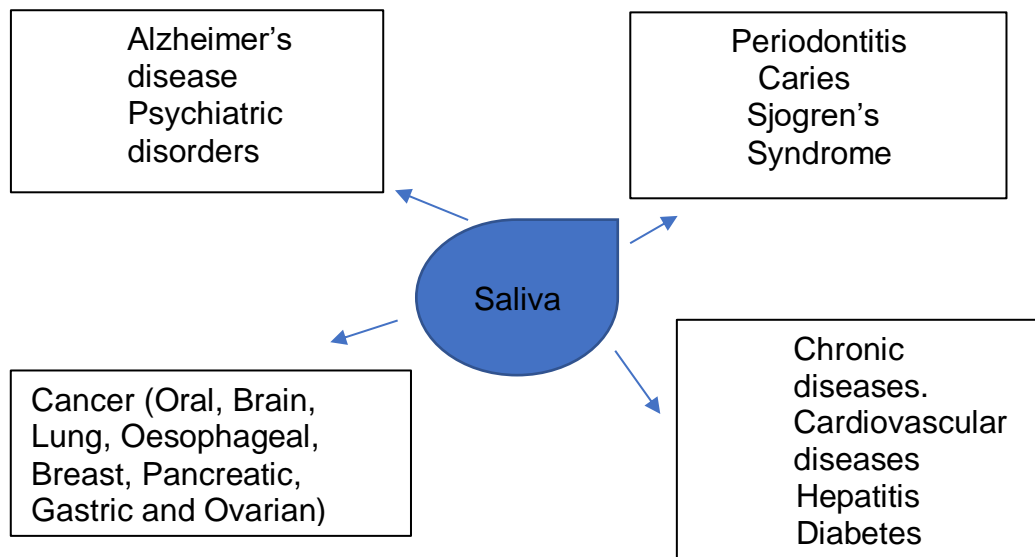 Alzheimer’s
disease
Psychiatric
disorders
Periodontitis
Caries
Sjogren’s
Syndrome
Saliva
Cancer (Oral, Brain,
Lung, Oesophageal,
Breast, Pancreatic,
Gastric and Ovarian)
Chronic
diseases.
Cardiovascular
diseases
Hepatitis
Diabetes